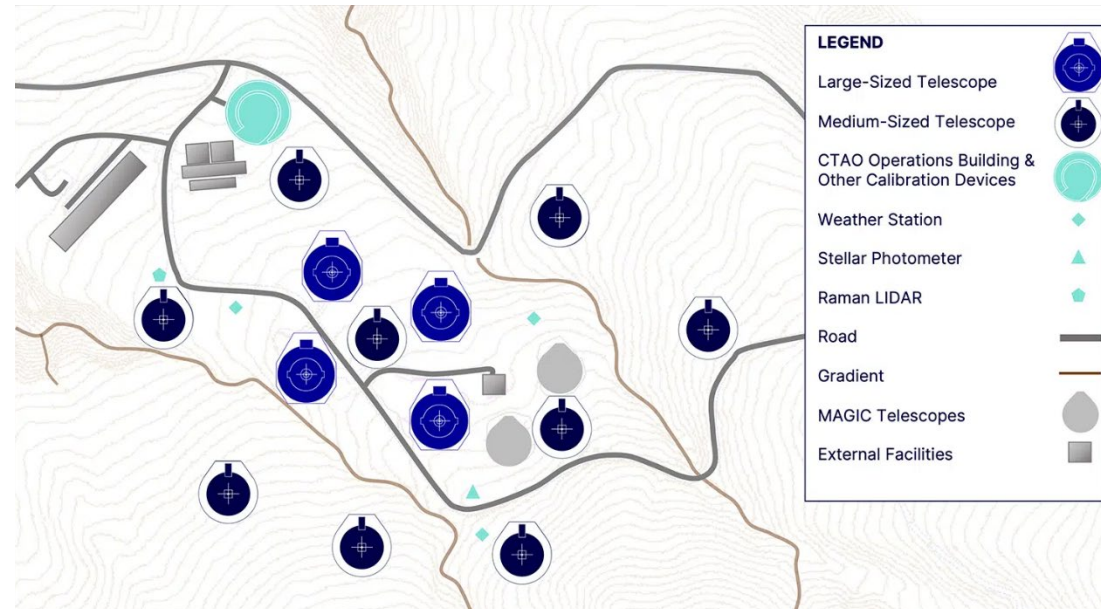 LEGEND
Large-Sized Telescope
Medium-Sized Telescope
CTAO Operations Building &
Other Calibration Devices
Weather Station
Stellar Photometer
Raman LIDAR
Road
Gradient
MAGIC Telescopes
External Facilities